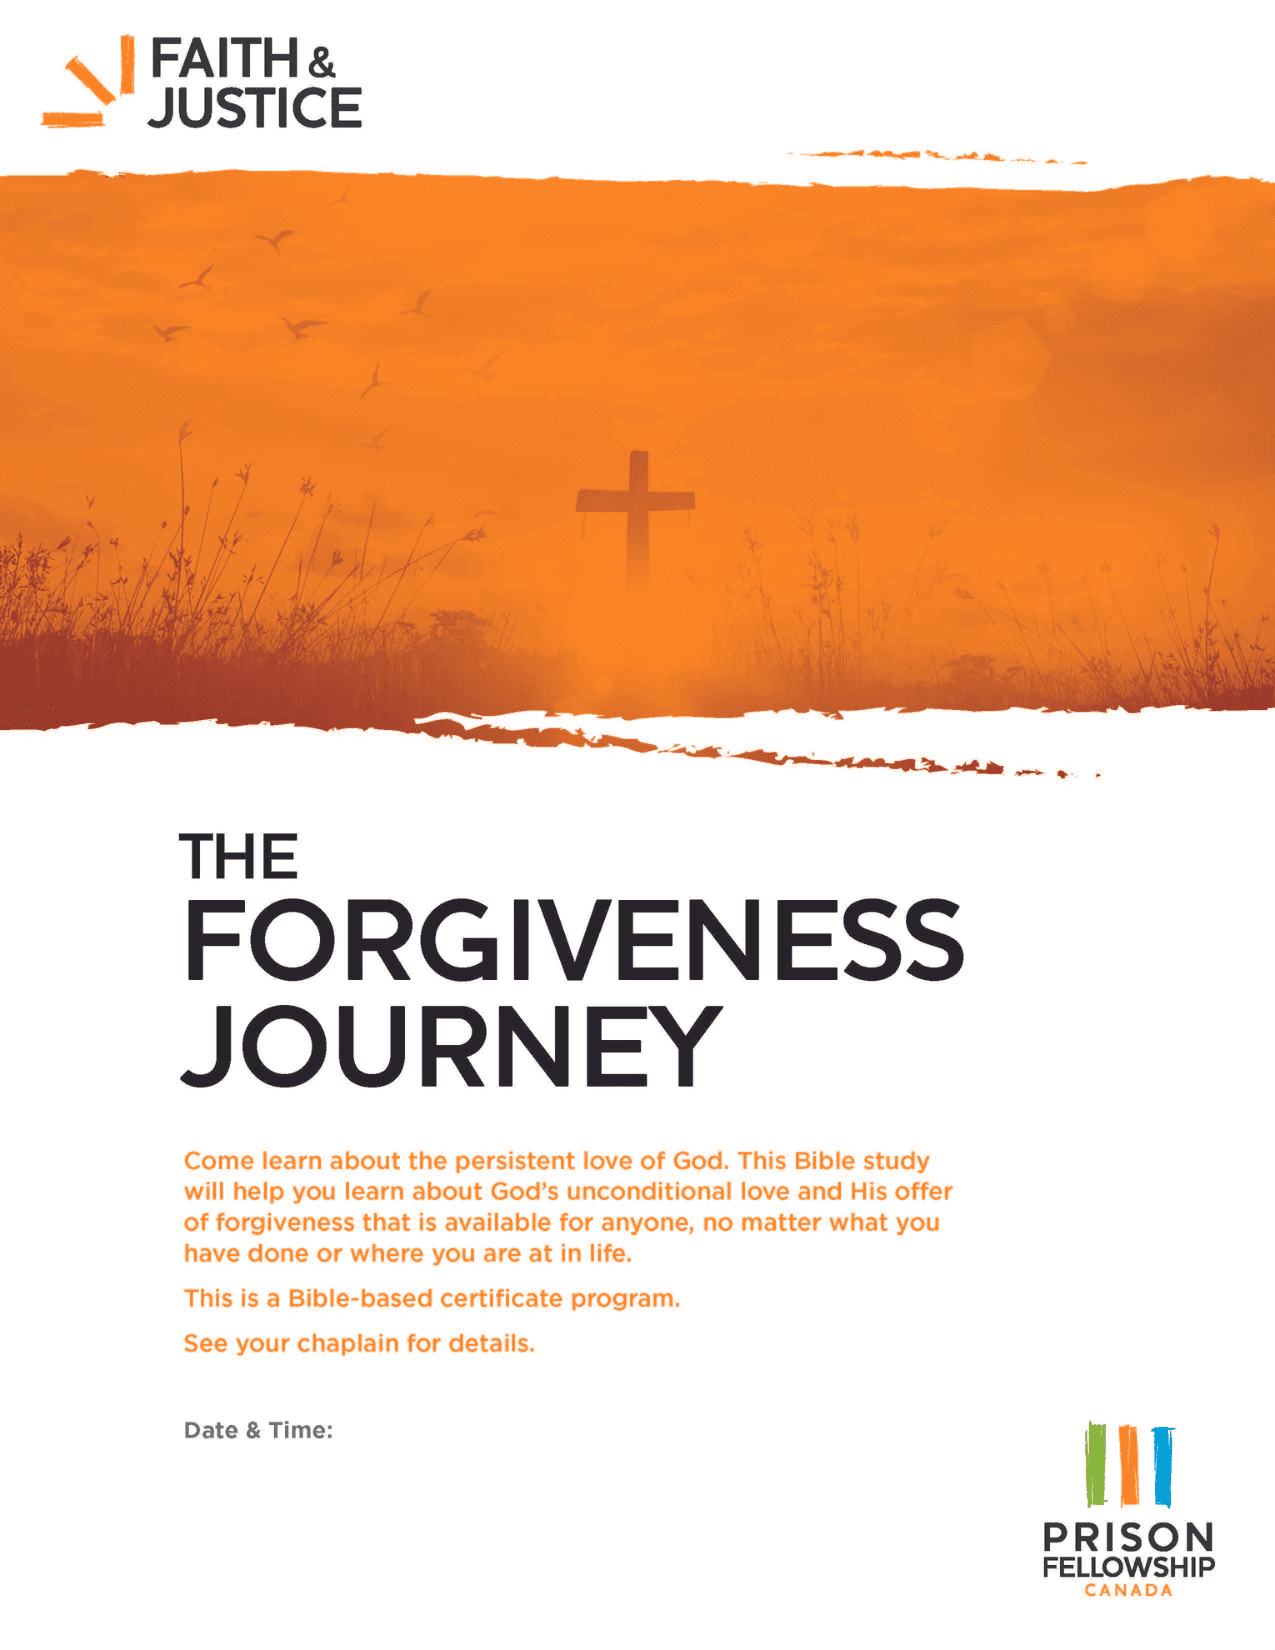 FAITH &
JUSTICE
THE
FORGIVENESS
JOURNEY
Come learn about the persistent love of God. This Bible study
will help you learn about God’s unconditional love and His offer
of forgiveness that is available for anyone, no matter what you
have done or where you are at in life.
This is a Bible-based certificate program.
See your chaplain for details.
Date & Time:
PRISON
FELLOWSHIP
CANADA